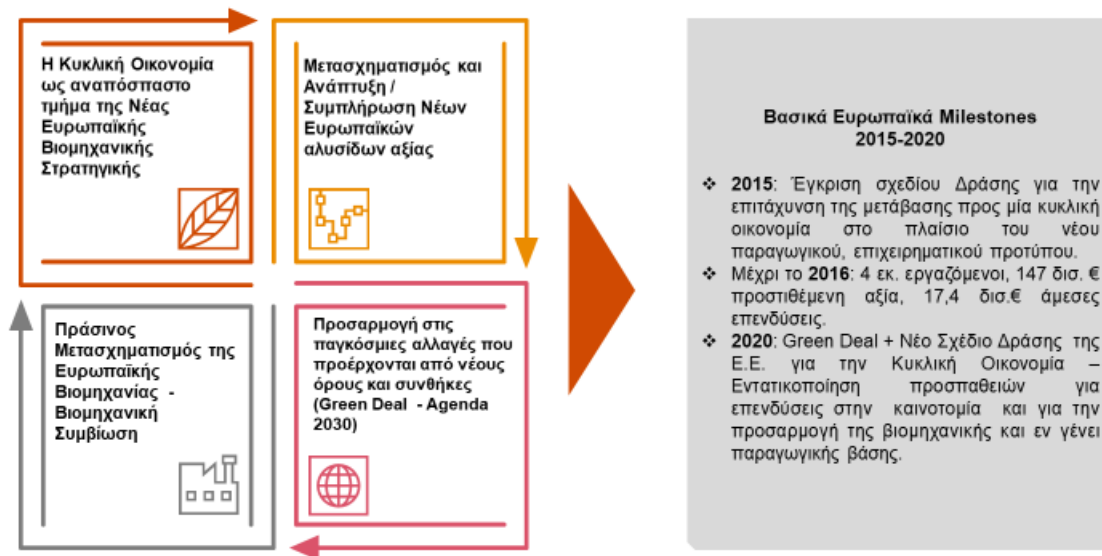 Η Κυκλική Οικονομία
ως αναπόσπαστο
τμήμα της Νέας
Ευρωπαϊκής
Βιομηχανικής
Στρατηγικής
Μετασχηματισμός και
Ανάπτυξη /
Συμπλήρωση Νέων
Ευρωπαϊκών
αλυσίδων αξίας
Πράσινος
Μετασχηματισμός της
Ευρωπαϊκής
Βιομηχανίας -
Βιομηχανική
Συμβίωση
Προσαρμογή στις
παγκόσμιες αλλαγές που
προέρχονται από νέους
όρους και συνθήκες
(Green Deal - Agenda
2030)
Βασικά Ευρωπαϊκά Milestones
2015-2020
❖ 2015: Έγκριση σχεδίου Δράσης για την
επιτάχυνση της μετάβασης προς μία κυκλική
οικονομία στο πλαίσιο του νέου
παραγωγικού, επιχειρηματικού προτύπου.
❖ Μέχρι το 2016: 4 εκ. εργαζόμενοι, 147 δισ. €
προστιθέμενη αξία, 17,4 δισ.€ άμεσες
επενδύσεις.
❖ 2020: Green Deal + Νέο Σχέδιο Δράσης της
Ε.Ε. για την Κυκλική Οικονομία –
Εντατικοποίηση προσπαθειών για
επενδύσεις στην καινοτομία και για την
προσαρμογή της βιομηχανικής και εν γένει
παραγωγικής βάσης.